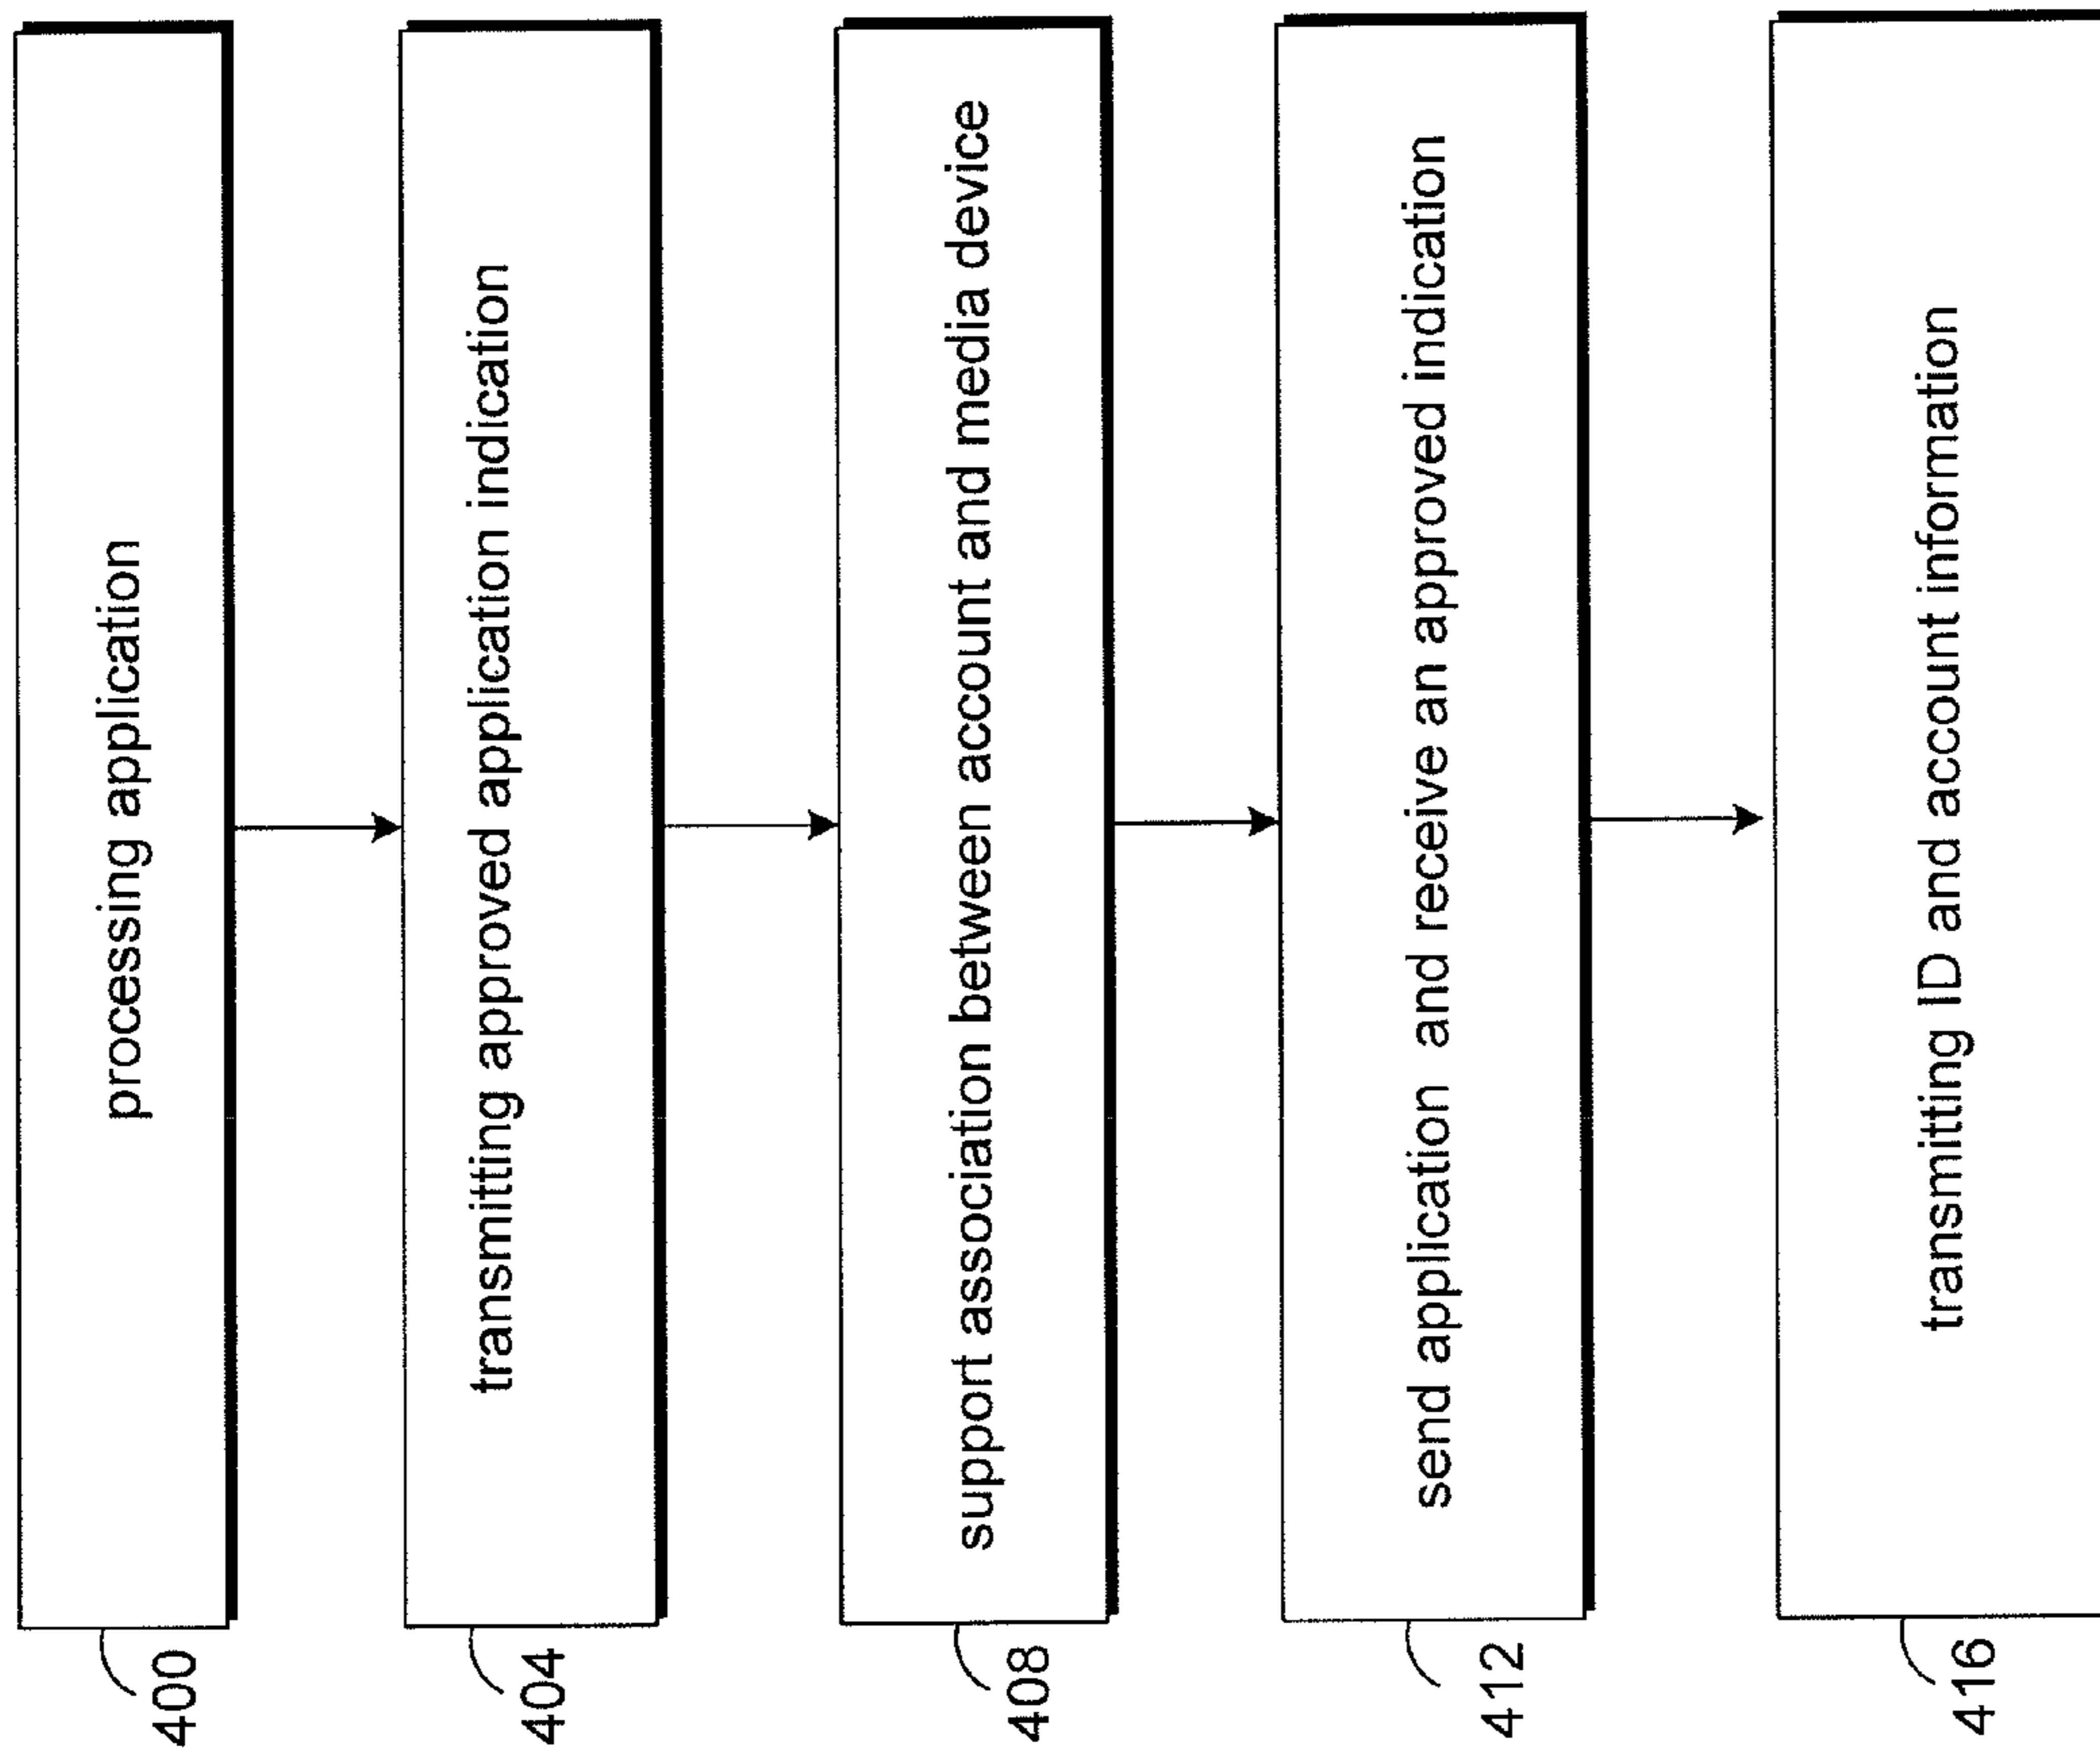 processing application
400
transmitting approved application indication
404
support association between account and media device
408
send application and receive an approved indication
412
transmitting ID and account information
416